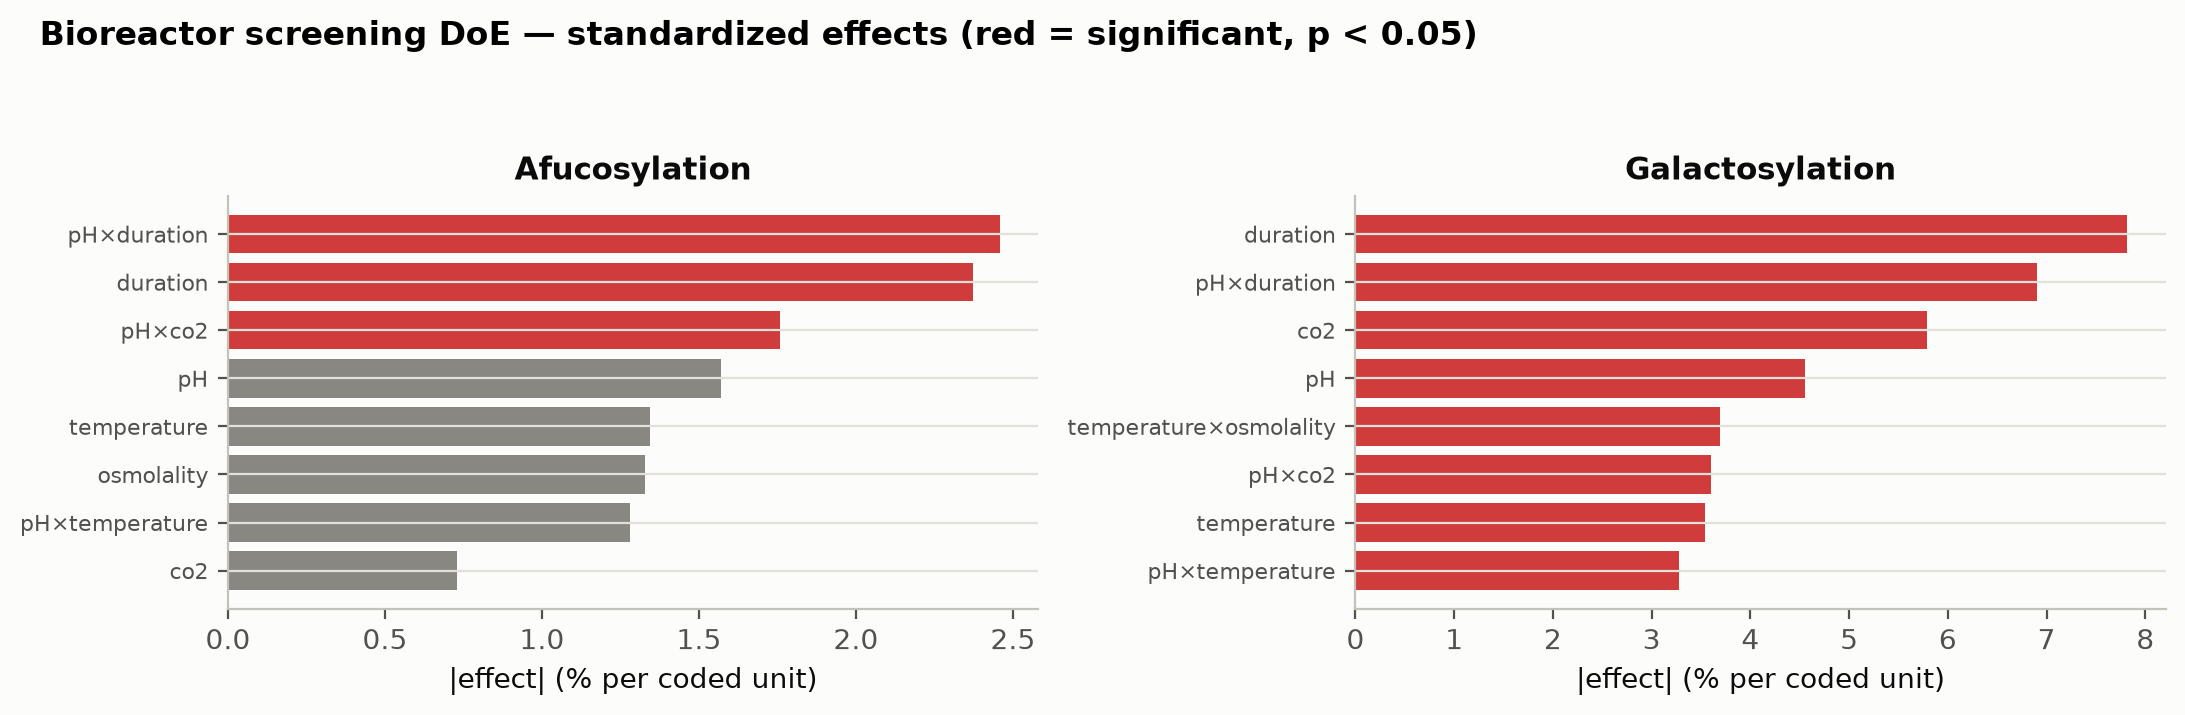 Bioreactor screening DoE — standardized effects (red = significant, p < 0.05)
Afucosylation
pH×duration
duration
pH×co2
pH
temperature
osmolality
pH×temperature
co2
0.0 0.5 1.0 1.5 2.0 2.5
|effect| (% per coded unit)
Galactosylation
duration
pH×duration
co2
pH
temperature×osmolality
pH×co2
temperature
pH×temperature
0 1 2 3 4 5 6 7 8
|effect| (% per coded unit)